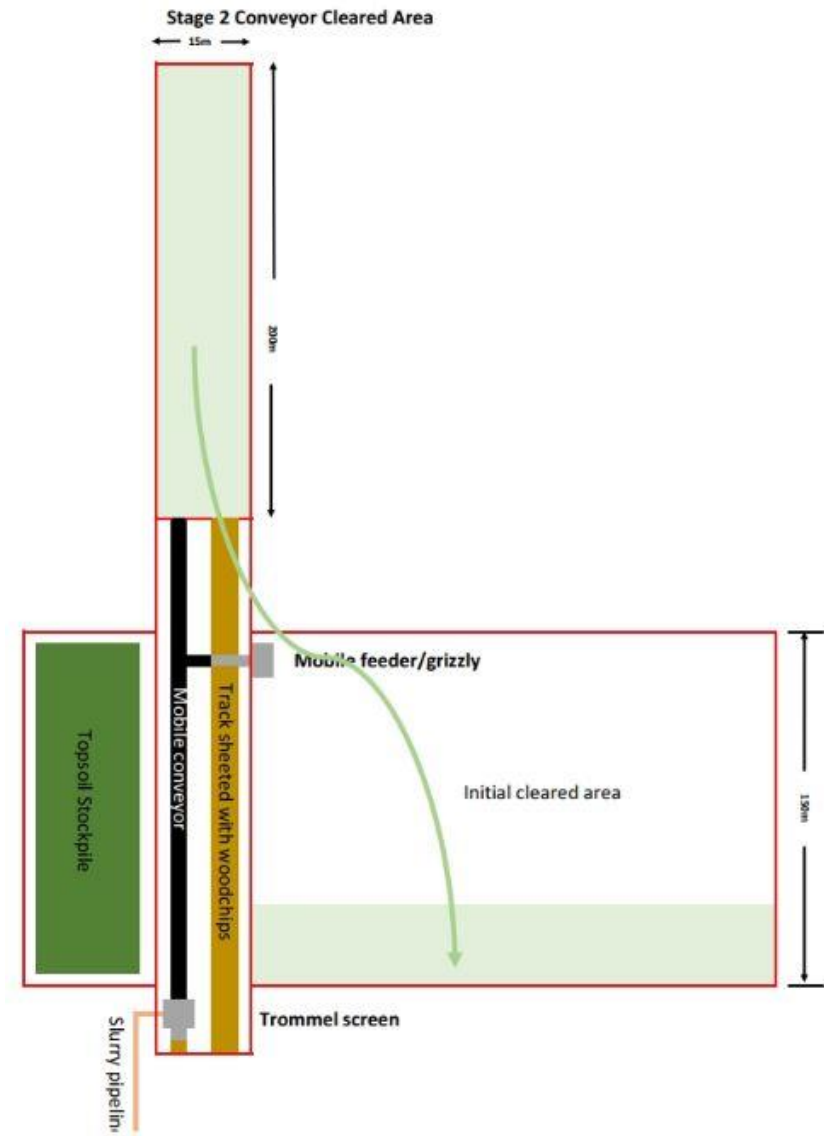 Stage 2 Conveyor Cleared Area
15m
200m
Mobile feeder/grizzly
Mobile conveyor
Track sheeted with woodchips
Topsoil Stockpile
Initial cleared area
150m
Trommel screen
Slurry pipelin